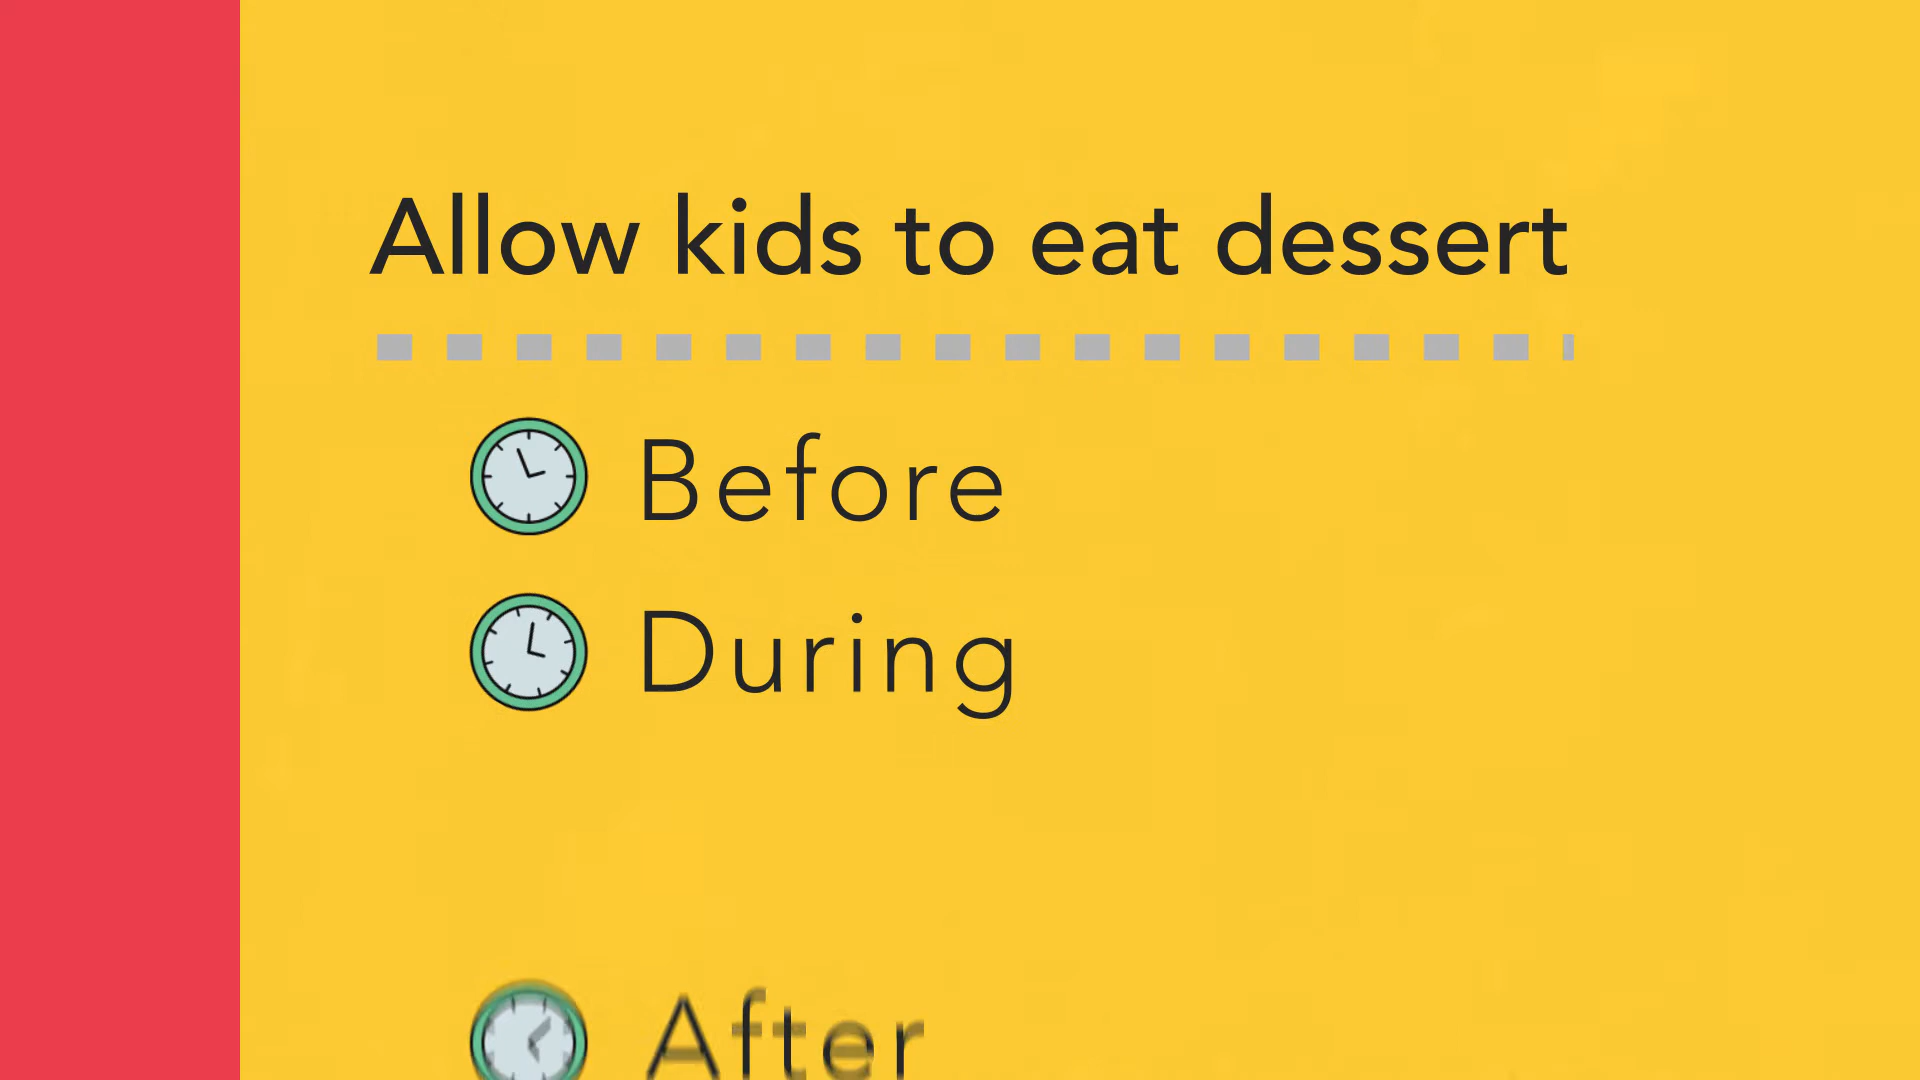 Allow kids to eat dessert
Before
During
After